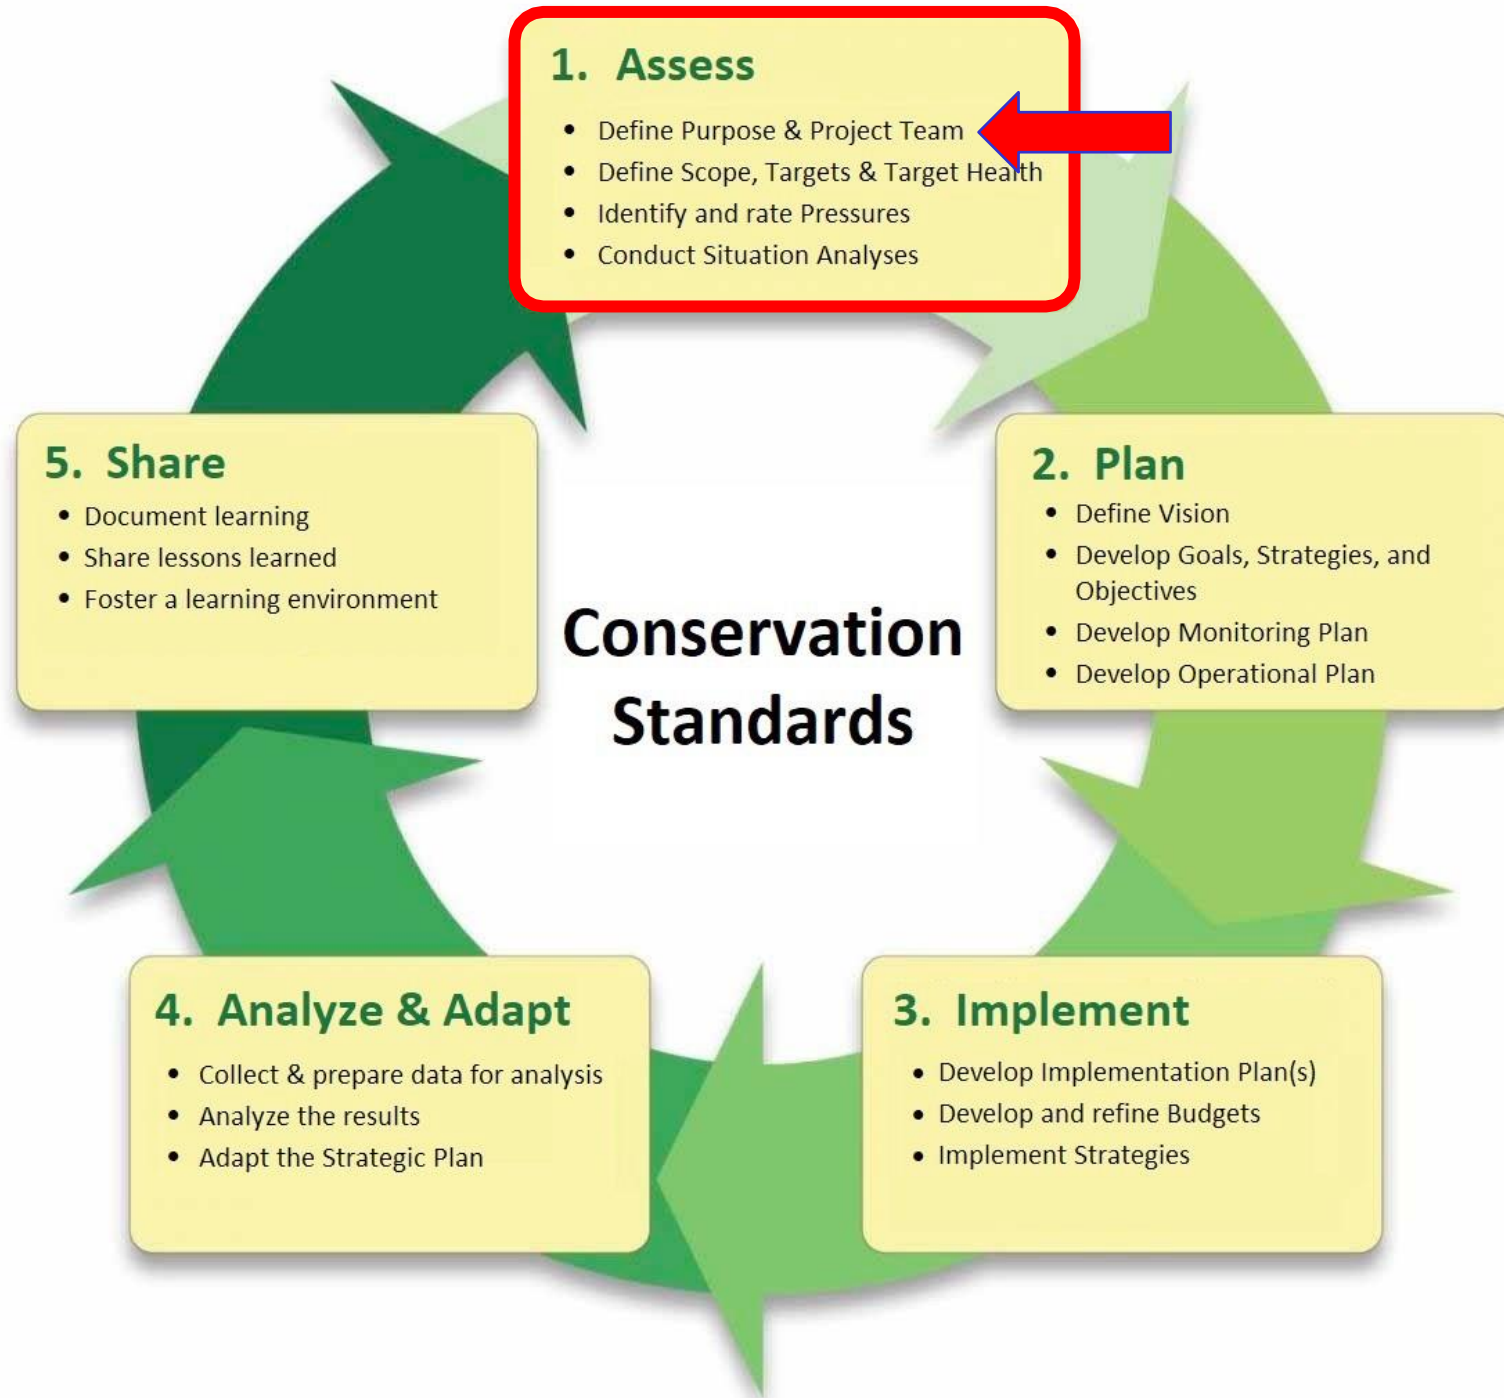 1. Assess
• Define Purpose & Project Team
• Define Scope, Targets & Target Health
• Identify and rate Pressures
• Conduct Situation Analyses
5. Share
• Document learning
• Share lessons learned
• Foster a learning environment
Conservation
Standards
2. Plan
• Define Vision
• Develop Goals, Strategies, and
Objectives
• Develop Monitoring Plan
• Develop Operational Plan
4. Analyze & Adapt
• Collect & prepare data for analysis
• Analyze the results
• Adapt the Strategic Plan
3. Implement
• Develop Implementation Plan(s)
• Develop and refine Budgets
• Implement Strategies